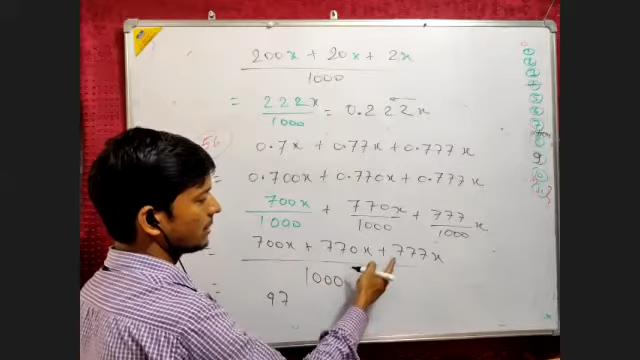 200x + 20x + 2x
1000
= 222x
1000 = 0.222x
56
0.7x + 0.77x + 0.777x
= 0.700x + 0.770x + 0.777x
700x + 770x + 777 x
1000 1000 1000
= 700x + 770x + 777x
1000
= 97